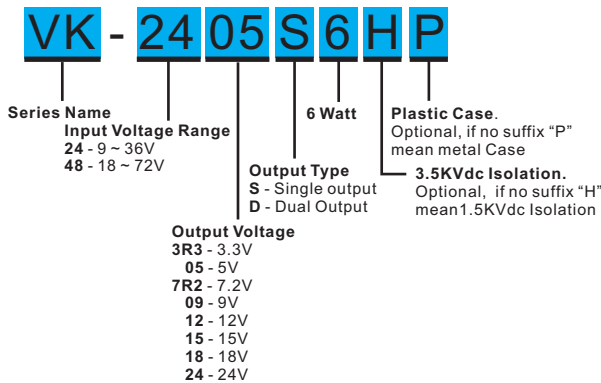 VK - 24 05 S 6 H P
Series Name
Input Voltage Range
24 - 9 ~ 36V
48 - 18 ~ 72V
6 Watt
Plastic Case.
Optional, if no suffix “P”
mean metal Case
3.5KVdc Isolation.
Optional, if no suffix “H”
mean1.5KVdc Isolation
Output Type
S - Single output
D - Dual Output
Output Voltage
3R3 - 3.3V
05 - 5V
7R2 - 7.2V
09 - 9V
12 - 12V
15 - 15V
18 - 18V
24 - 24V